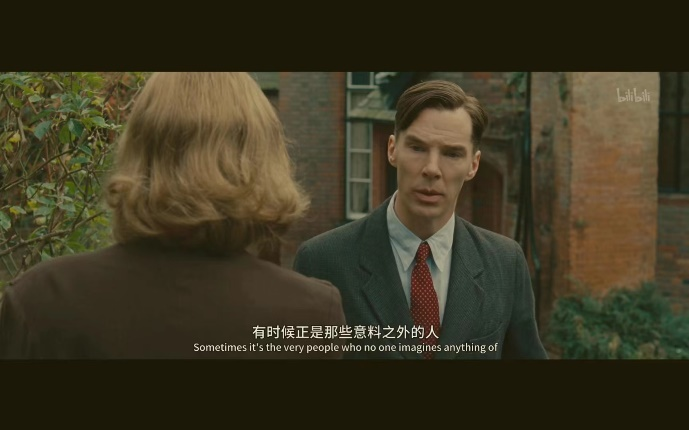 bilibili
有时候正是那些意料之外的人
Sometimes it's the very people who no one imagines anything of